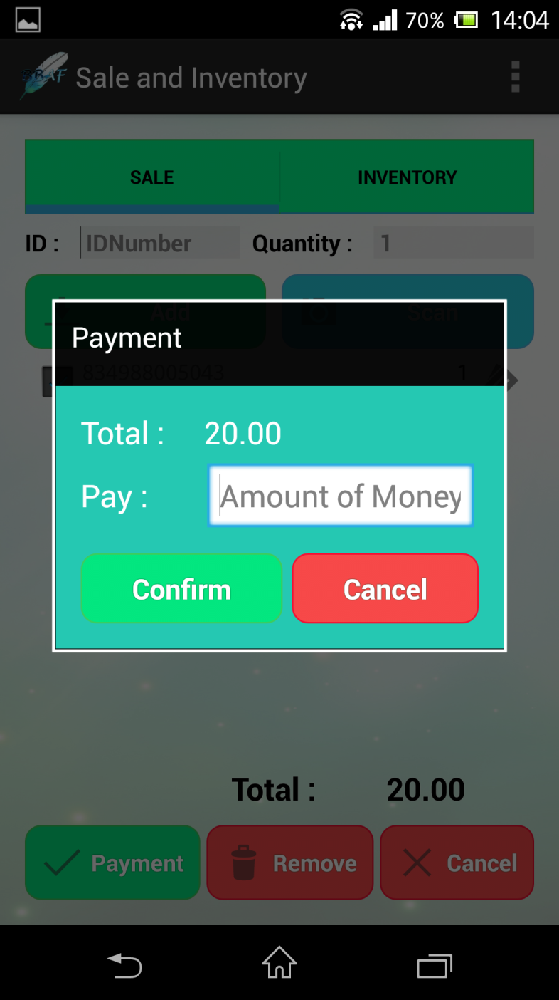 70% 14:04
BBAF Sale and Inventory
SALE INVENTORY
ID : IDNumber Quantity : 1
Add Scan
Payment
834988005043 1
Total : 20.00
Pay : Amount of Money
Confirm Cancel
Total : 20.00
Payment Remove Cancel